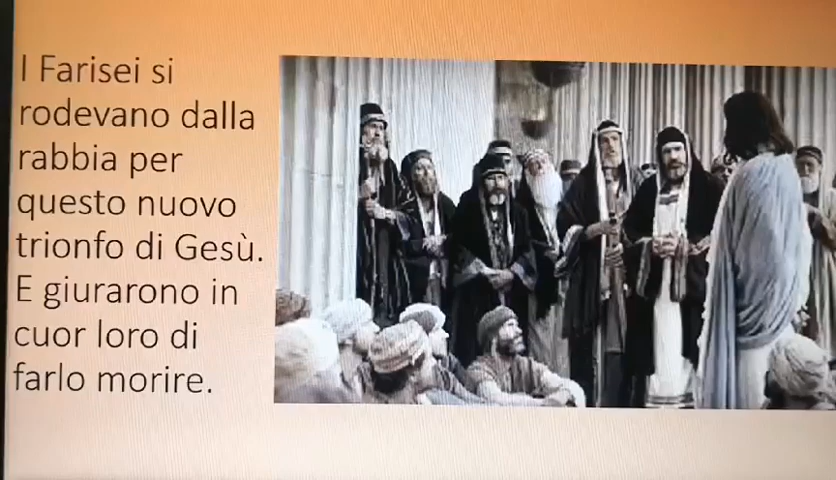 I Farisei si
rodevano dalla
rabbia per
questo nuovo
trionfo di Gesù.
E giurarono in
cuor loro di
farlo morire.